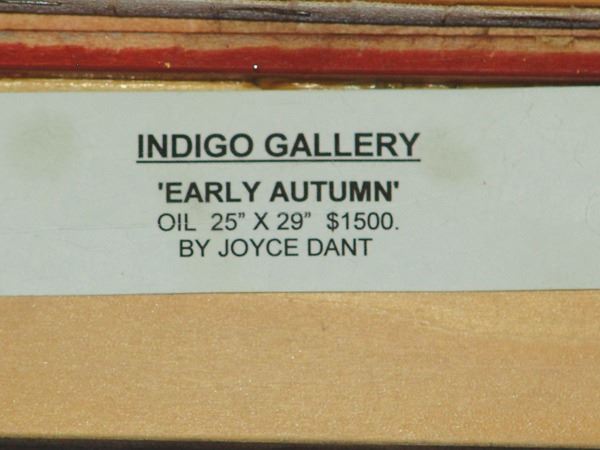 INDIGO GALLERY
'EARLY AUTUMN'
OIL 25” X 29” $1500.
BY JOYCE DANT